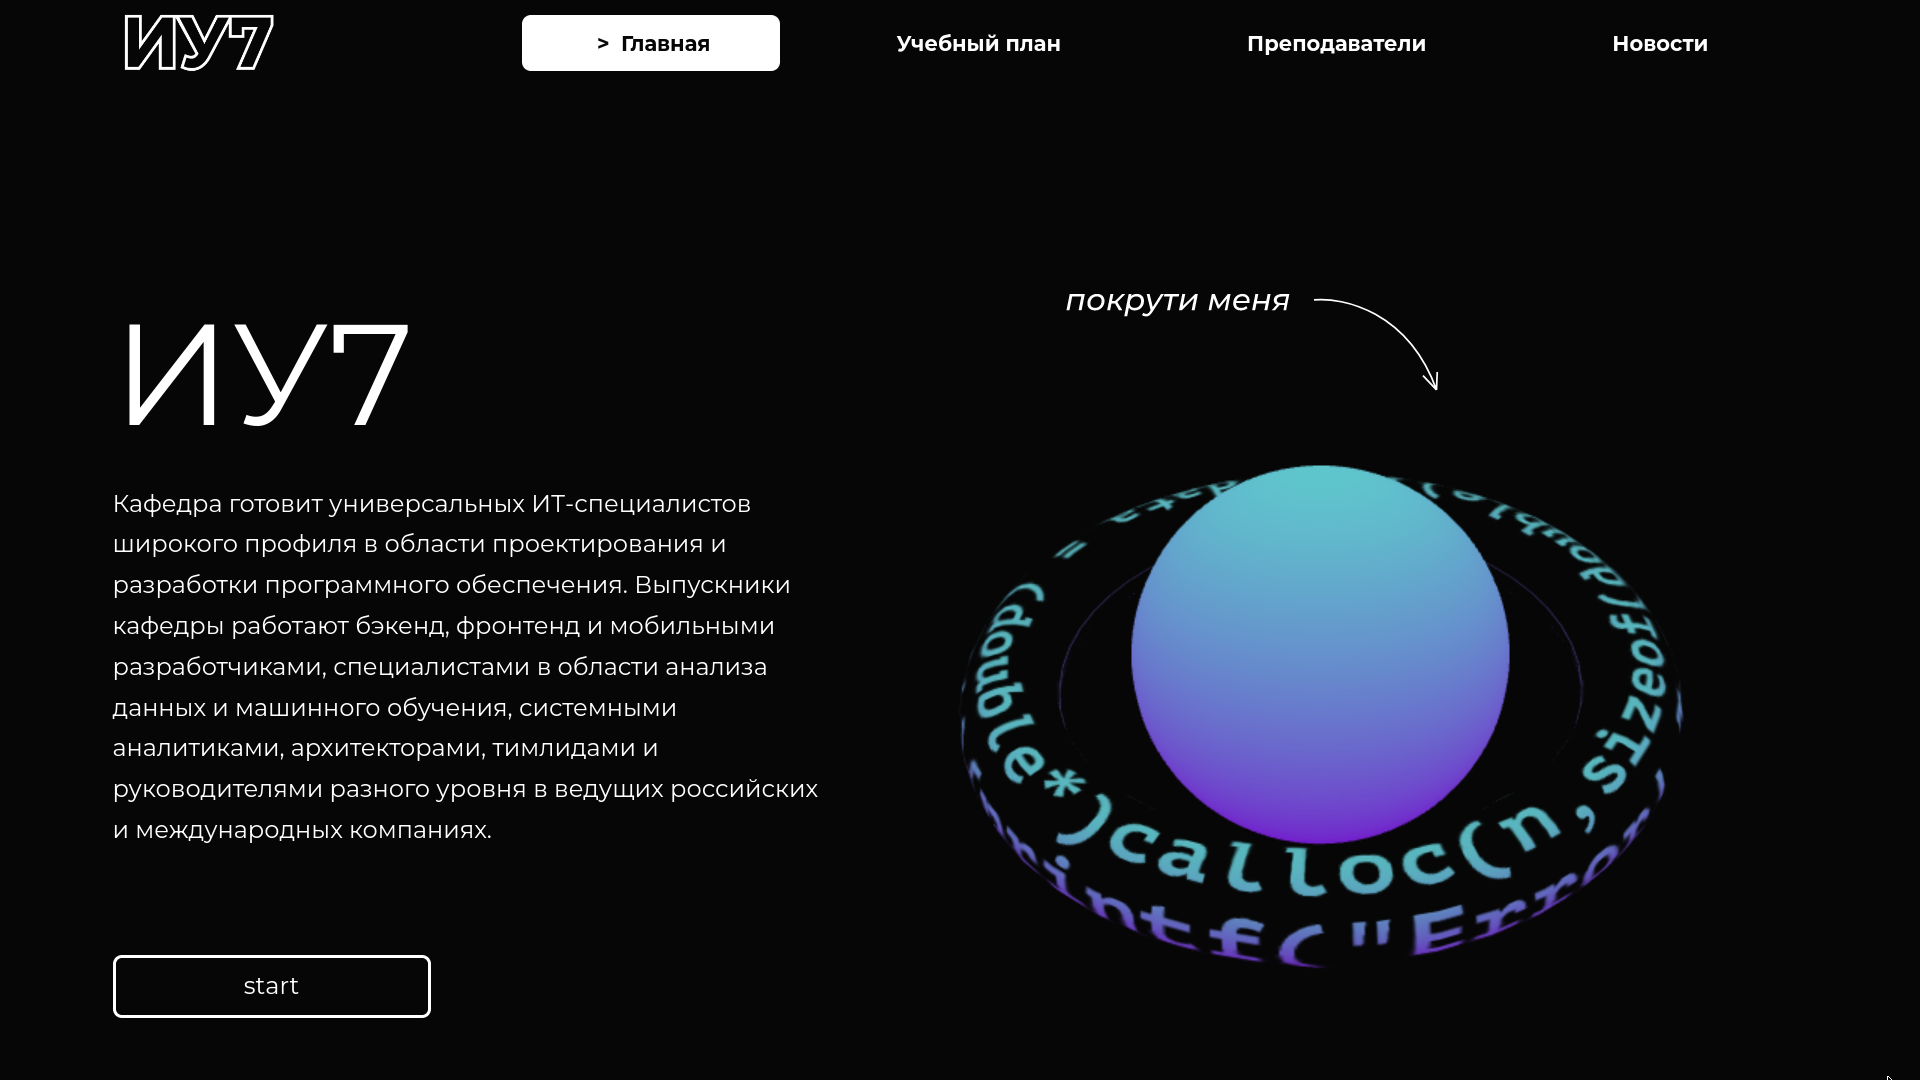 ИУ7
> Главная
Учебный план
Преподаватели
Новости
покрути меня
ИУ7
Кафедра готовит универсальных ИТ-специалистов
широкого профиля в области проектирования и
разработки программного обеспечения. Выпускники
кафедры работают бэкенд, фронтенд и мобильными
разработчиками, специалистами в области анализа
данных и машинного обучения, системными
аналитиками, архитекторами, тимлидами и
руководителями разного уровня в ведущих российских
и международных компаниях.
= (double*)calloc(n,sizeof(double)
printf("Error
start